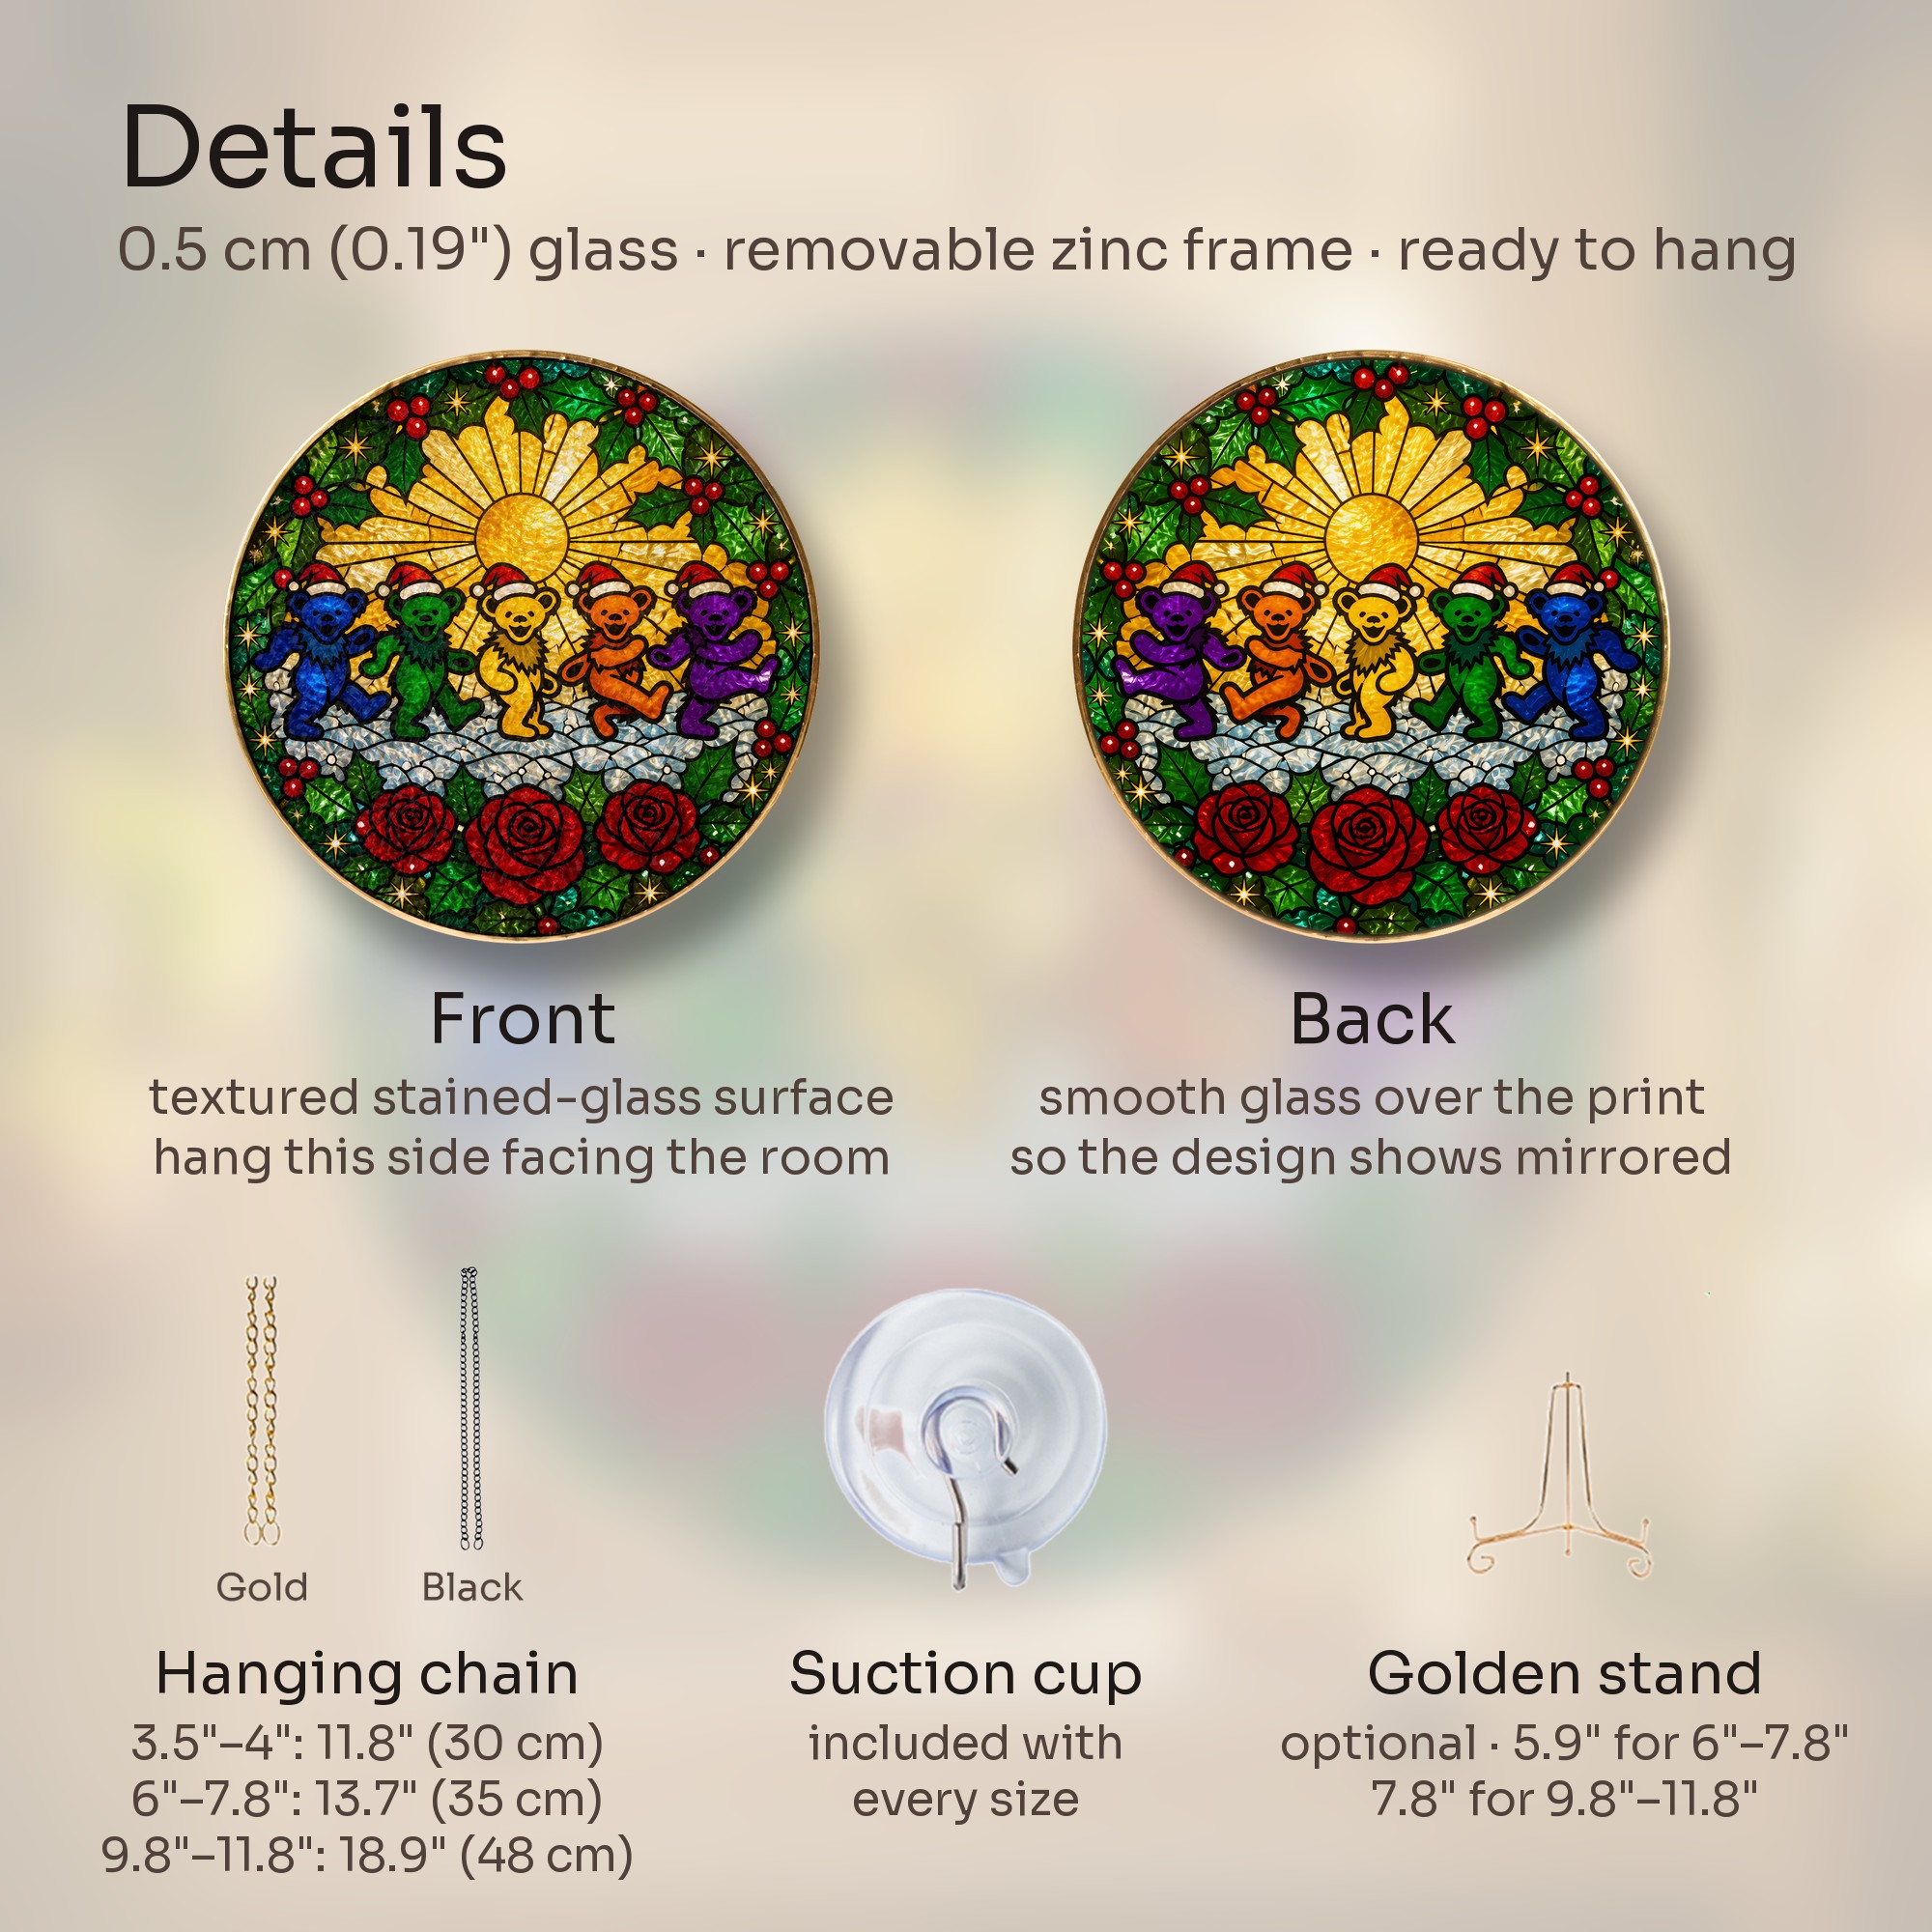 Details
0.5 cm (0.19") glass · removable zinc frame · ready to hang
Front
textured stained-glass surface
hang this side facing the room
Back
smooth glass over the print
so the design shows mirrored
Gold
Black
Hanging chain
3.5"–4": 11.8" (30 cm)
6"–7.8": 13.7" (35 cm)
9.8"–11.8": 18.9" (48 cm)
Suction cup
included with
every size
Golden stand
optional · 5.9" for 6"–7.8"
7.8" for 9.8"–11.8"